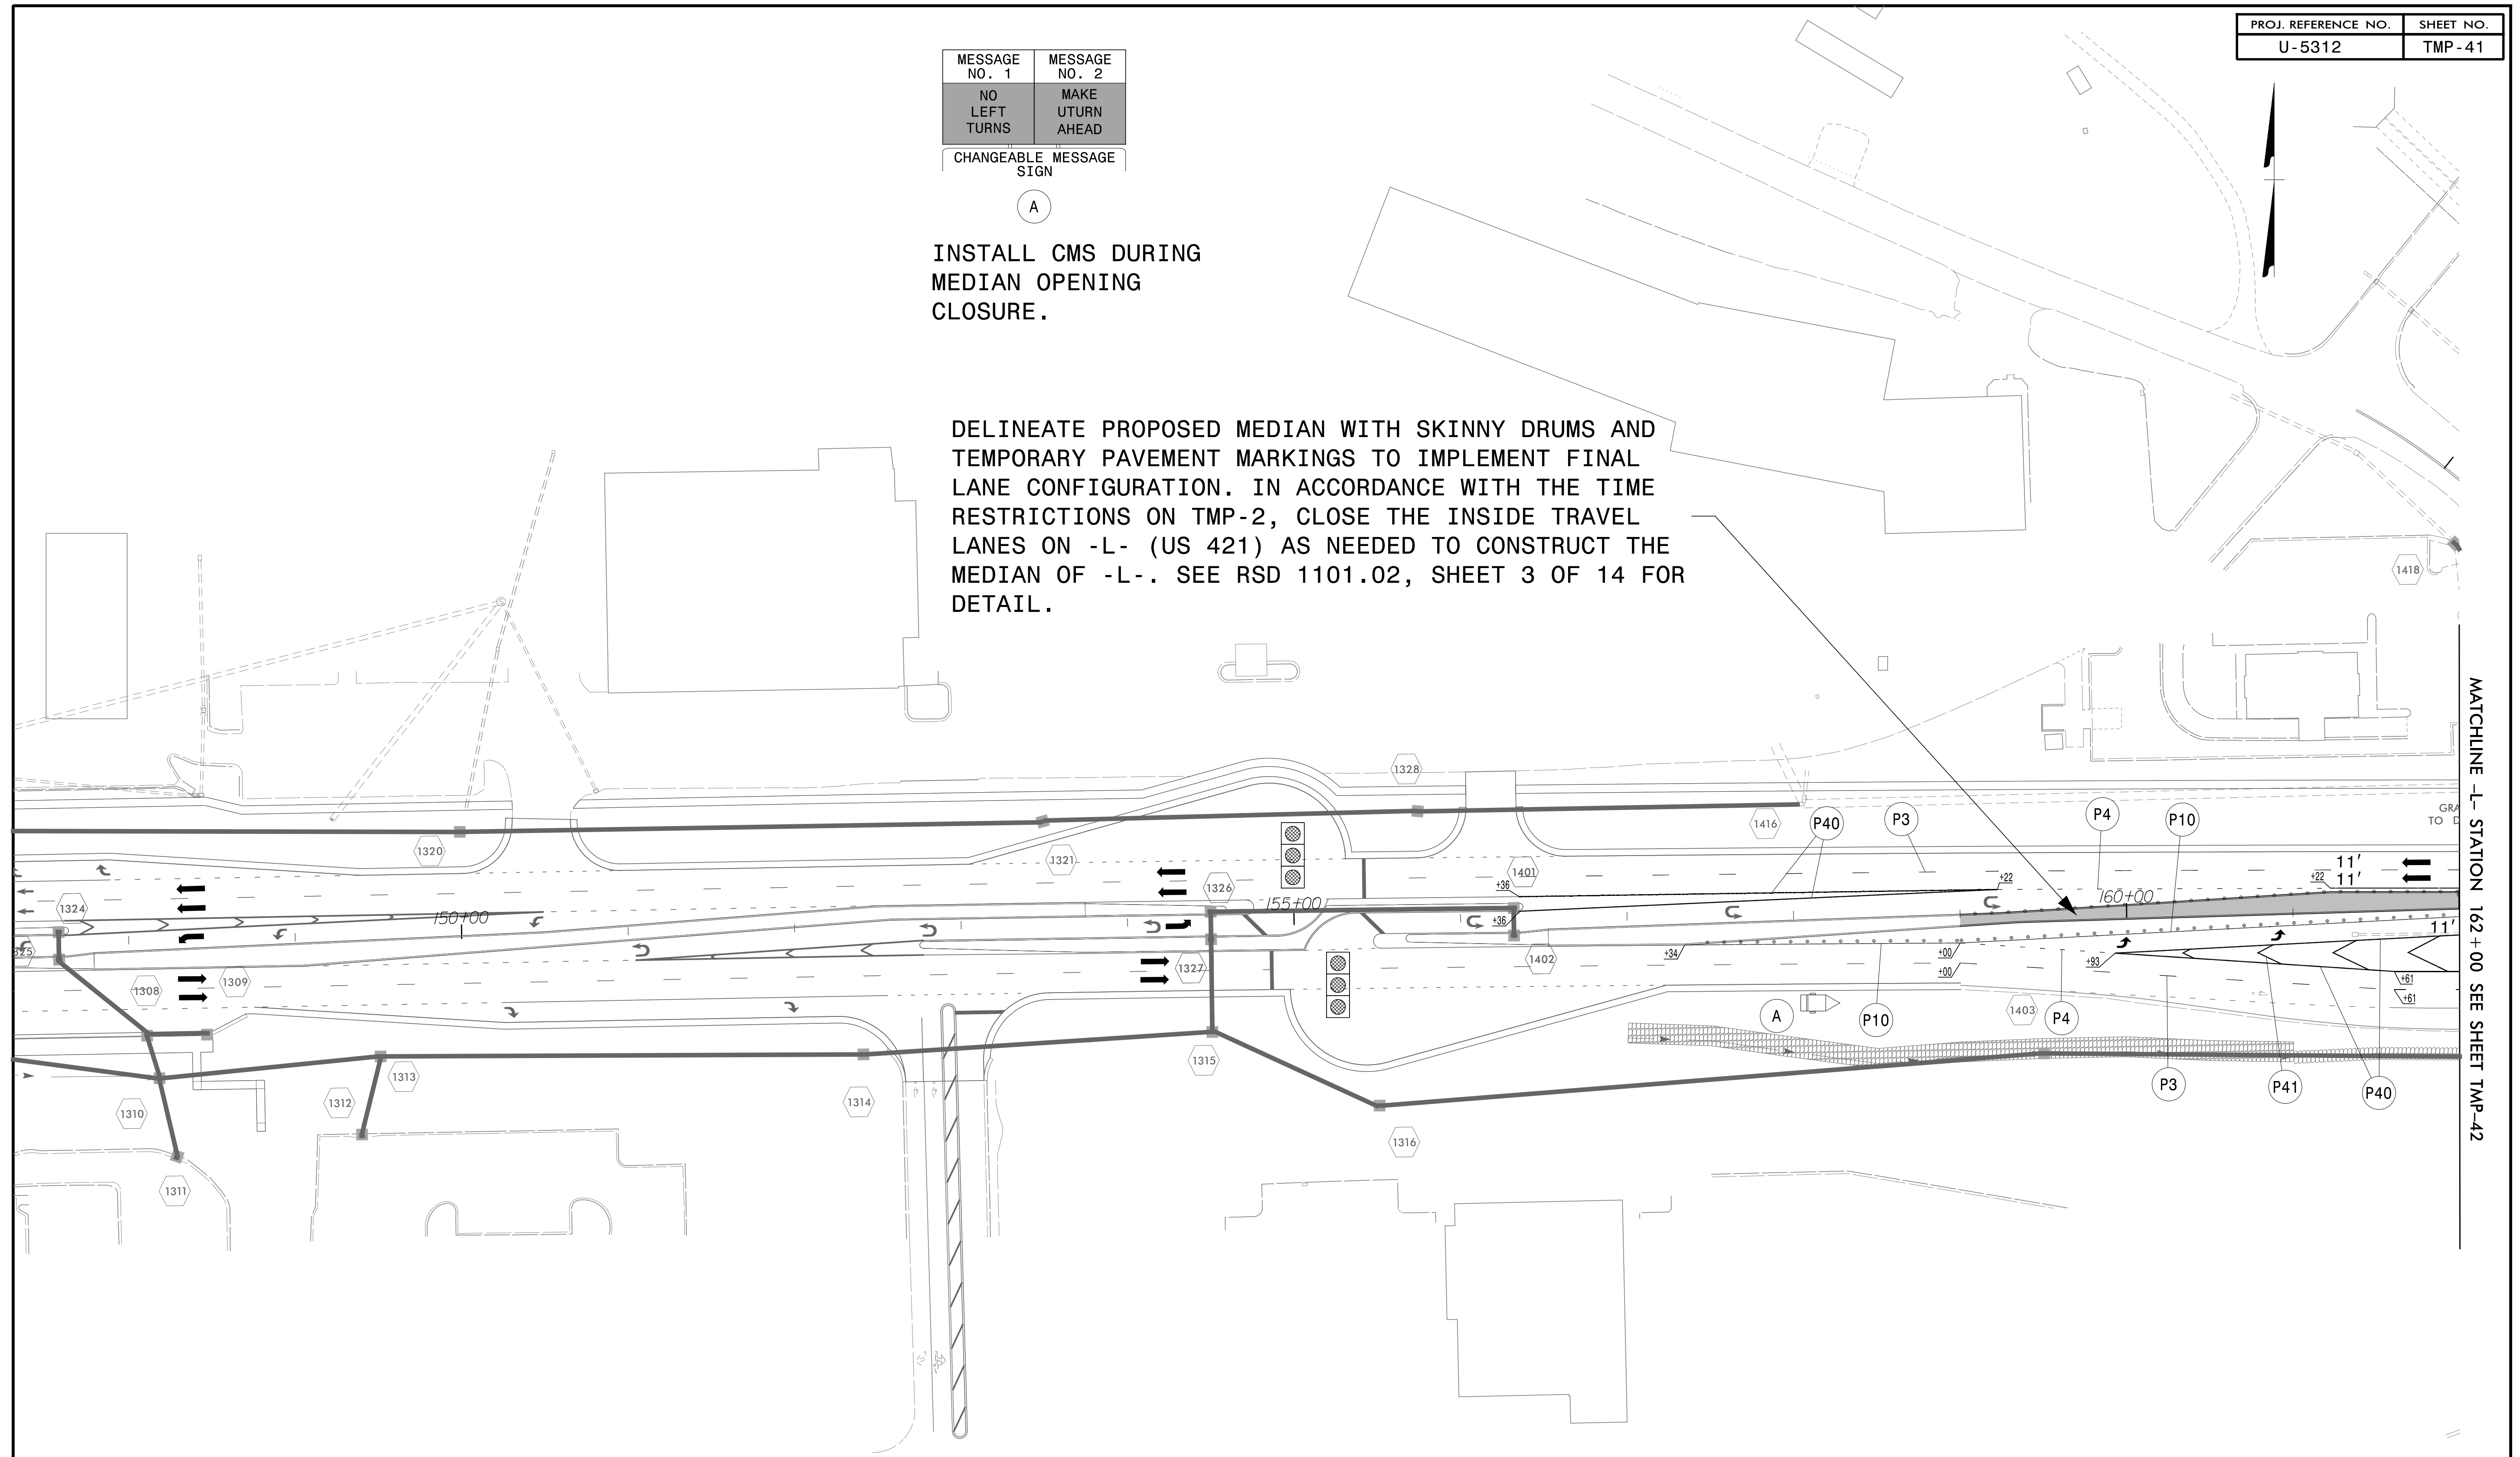 PROJ. REFERENCE NO. SHEET NO.
U-5312 TMP-41
MESSAGE NO. 1
MESSAGE NO. 2
NO LEFT TURNS
MAKE UTURN AHEAD
CHANGEABLE MESSAGE
SIGN
A
INSTALL CMS DURING
MEDIAN OPENING
CLOSURE.
DELINEATE PROPOSED MEDIAN WITH SKINNY DRUMS AND
TEMPORARY PAVEMENT MARKINGS TO IMPLEMENT FINAL
LANE CONFIGURATION. IN ACCORDANCE WITH THE TIME
RESTRICTIONS ON TMP-2, CLOSE THE INSIDE TRAVEL
LANES ON -L- (US 421) AS NEEDED TO CONSTRUCT THE
MEDIAN OF -L-. SEE RSD 1101.02, SHEET 3 OF 14 FOR
DETAIL.
1418
S
MATCHLINE -L- STATION 162+00 SEE SHEET TMP-42
1328
GRA
TO D
1320
1321
1416
P40
P3
P4
P10
1324
1326
1401
+36
+22
+22
11'
11'
150+00
155+00
160+00
+36
325
1308
1309
1327
1402
+34
+00
+00
+93
11'
+61
+61
A
P10
1403
P4
1310
1312
1313
1314
1315
1316
P3
P41
P40
1311